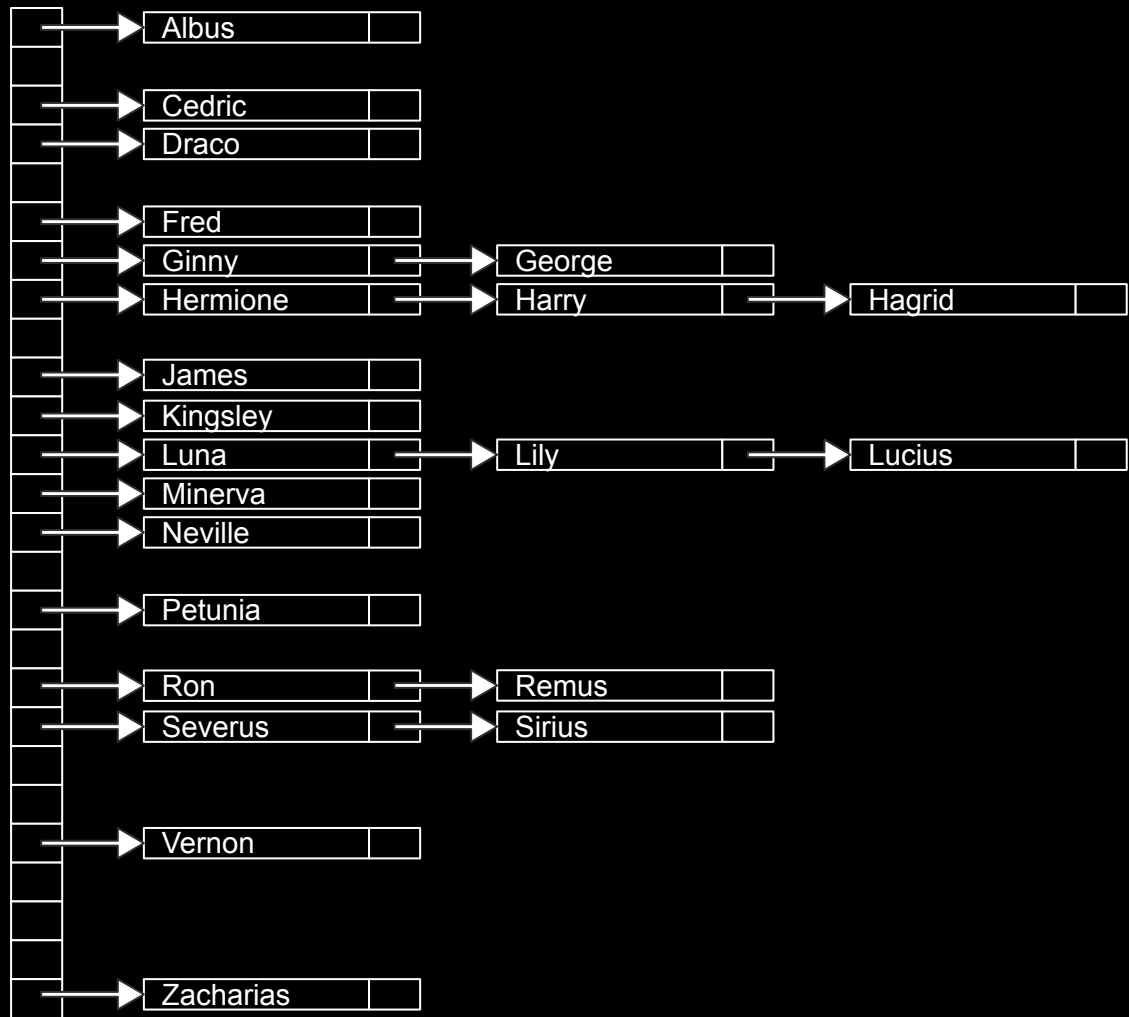 Albus
Cedric
Draco
Fred
Ginny George
Hermione Harry Hagrid
James
Kingsley
Luna Lily Lucius
Minerva
Neville
Petunia
Ron Remus
Severus Sirius
Vernon
Zacharias